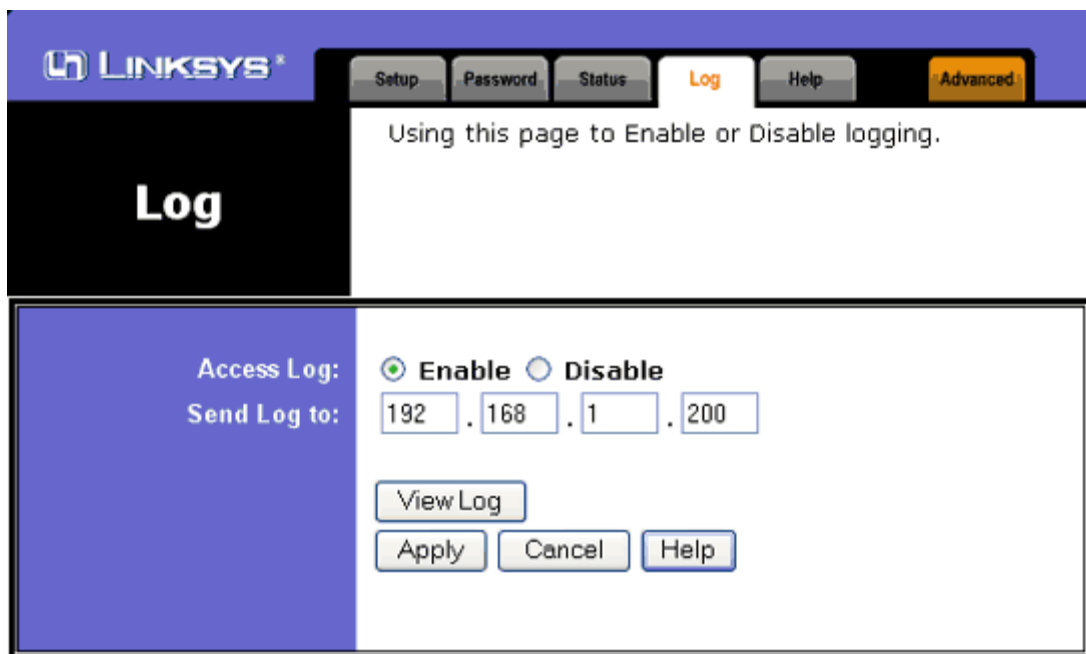 LINKSYS®
Setup Password Status Log Help Advanced
Using this page to Enable or Disable logging.
Log
Access Log: Enable Disable
Send Log to: 192 . 168 . 1 . 200
View Log
Apply Cancel Help